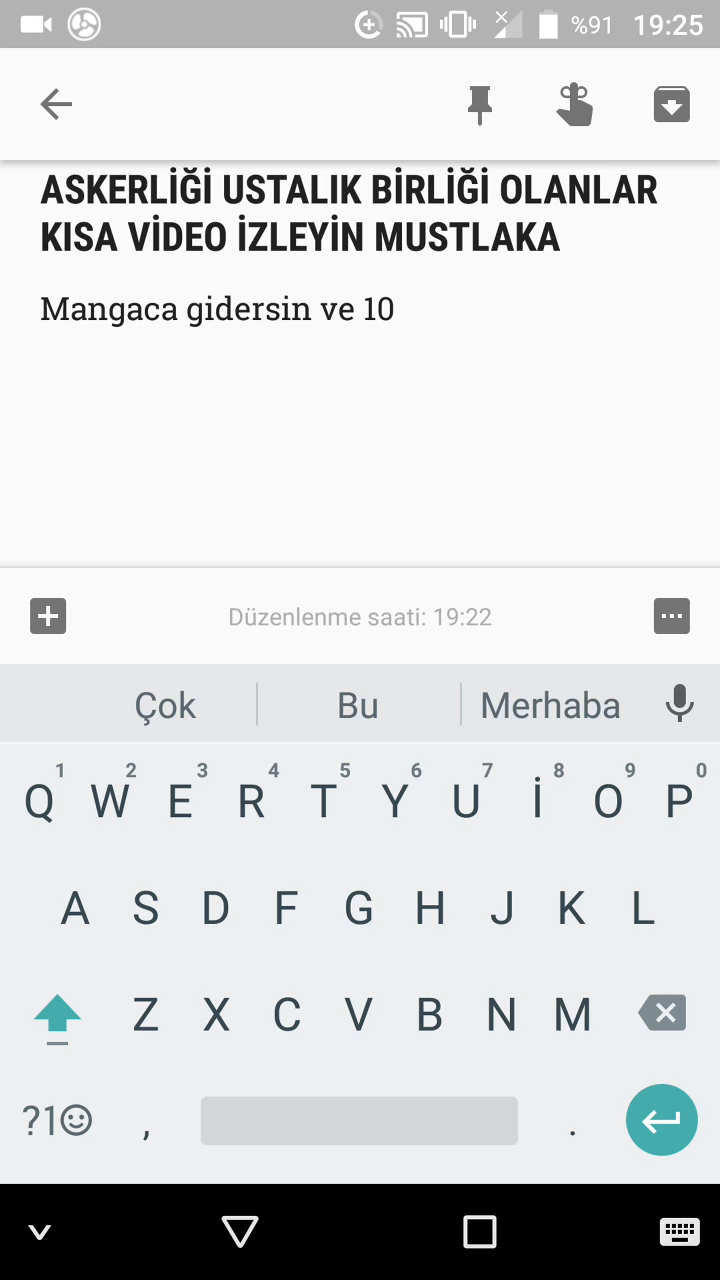 %91 19:25
ASKERLİĞİ USTALIK BİRLİĞİ OLANLAR
KISA VİDEO İZLEYİN MUSTLAKA
Mangaca gidersin ve 10
Düzenlenme saati: 19:22
Çok Bu Merhaba
1 2 3 4 5 6 7 8 9 0
Q W E R T Y U İ O P
A S D F G H J K L
Z X C V B N M
?1☺ , .